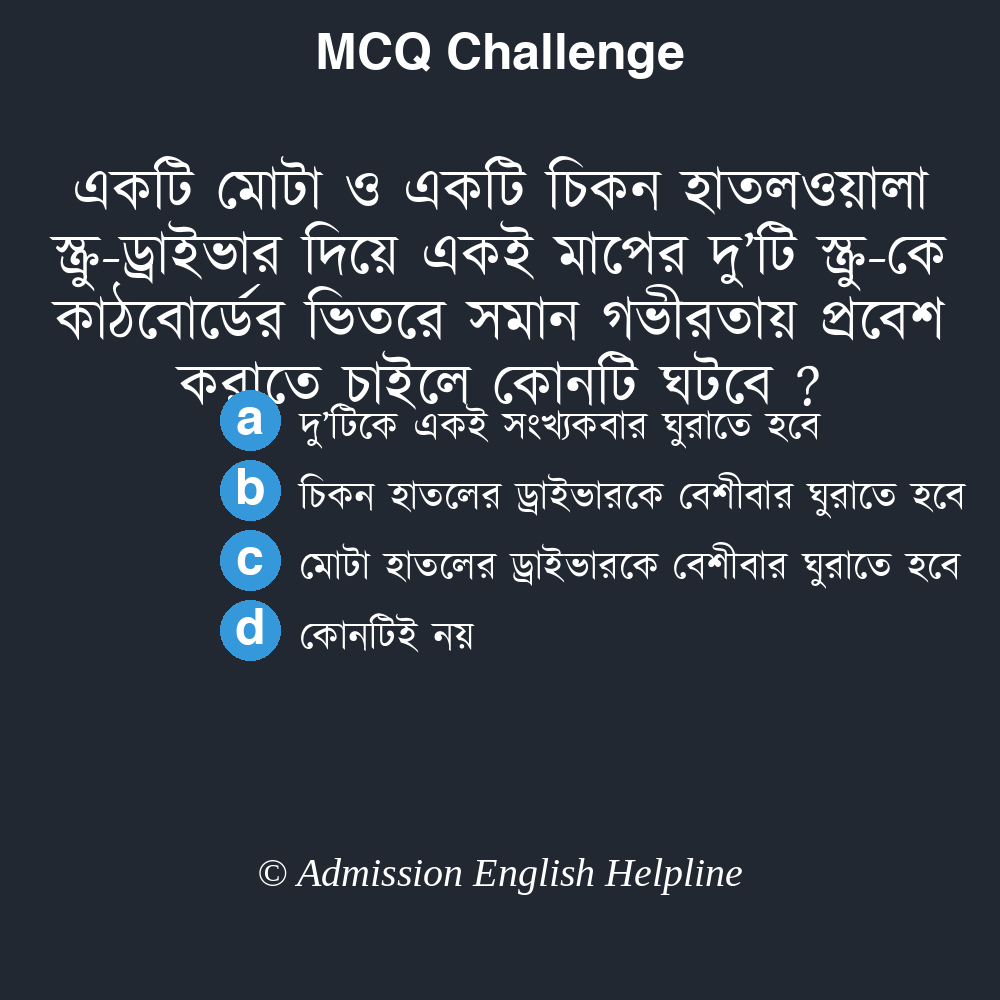 MCQ Challenge
একটি মোটা ও একটি চিকন হাতলওয়ালা
স্ক্রু-ড্রাইভার দিয়ে একই মাপের দু’টি স্ক্রু-কে
কাঠবোর্ডের ভিতরে সমান গভীরতায় প্রবেশ
করাতে চাইলে কোনটি ঘটবে ?
a দু’টিকে একই সংখ্যকবার ঘুরাতে হবে
b চিকন হাতলের ড্রাইভারকে বেশীবার ঘুরাতে হবে
c মোটা হাতলের ড্রাইভারকে বেশীবার ঘুরাতে হবে
d কোনটিই নয়
© Admission English Helpline